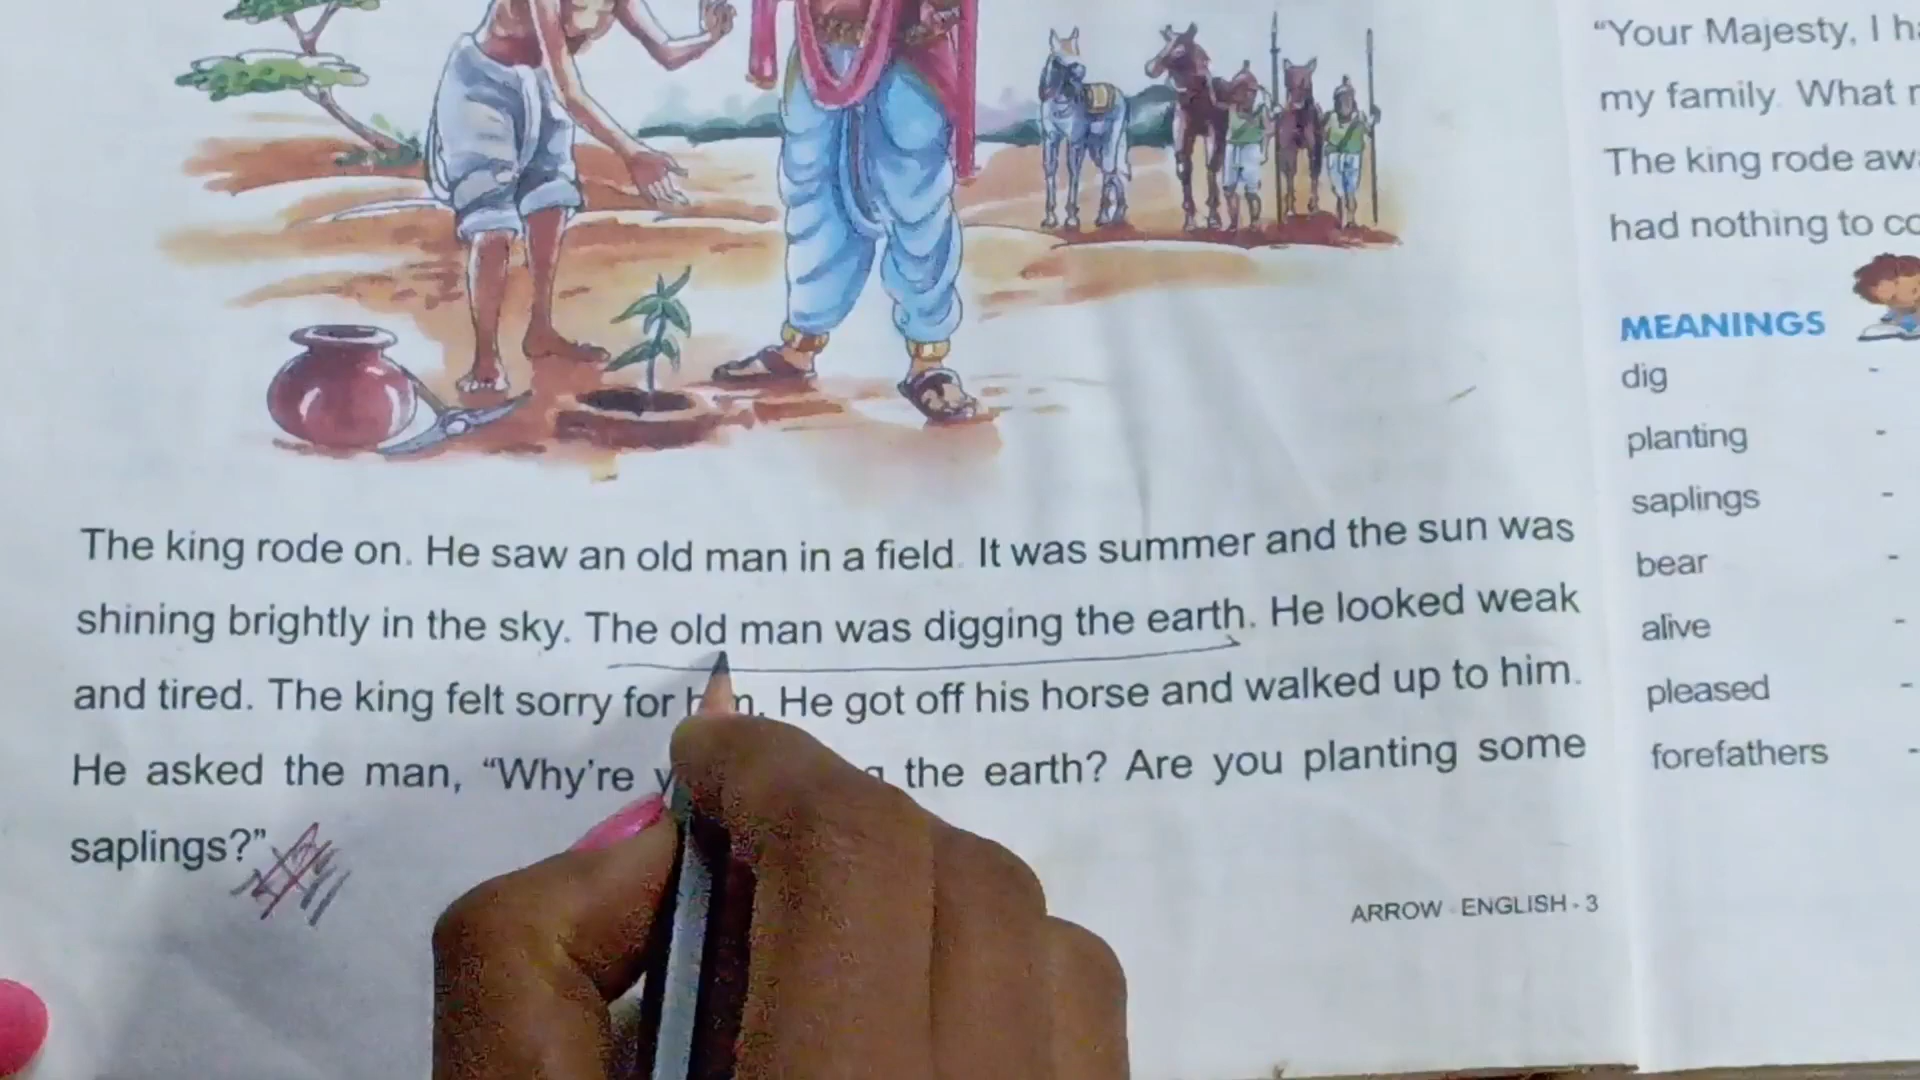 The king rode on. He saw an old man in a field. It was summer and the sun was
shining brightly in the sky. The old man was digging the earth. He looked weak
and tired. The king felt sorry for He got off his horse and walked up to him.
He asked the man, “Why're the earth? Are you planting some
saplings?”
ARROW - ENGLISH - 3
“Your Majesty, I
my family. What
The king rode
had nothing to
MEANINGS
dig -
planting -
saplings -
bear -
alive -
pleased -
forefathers -